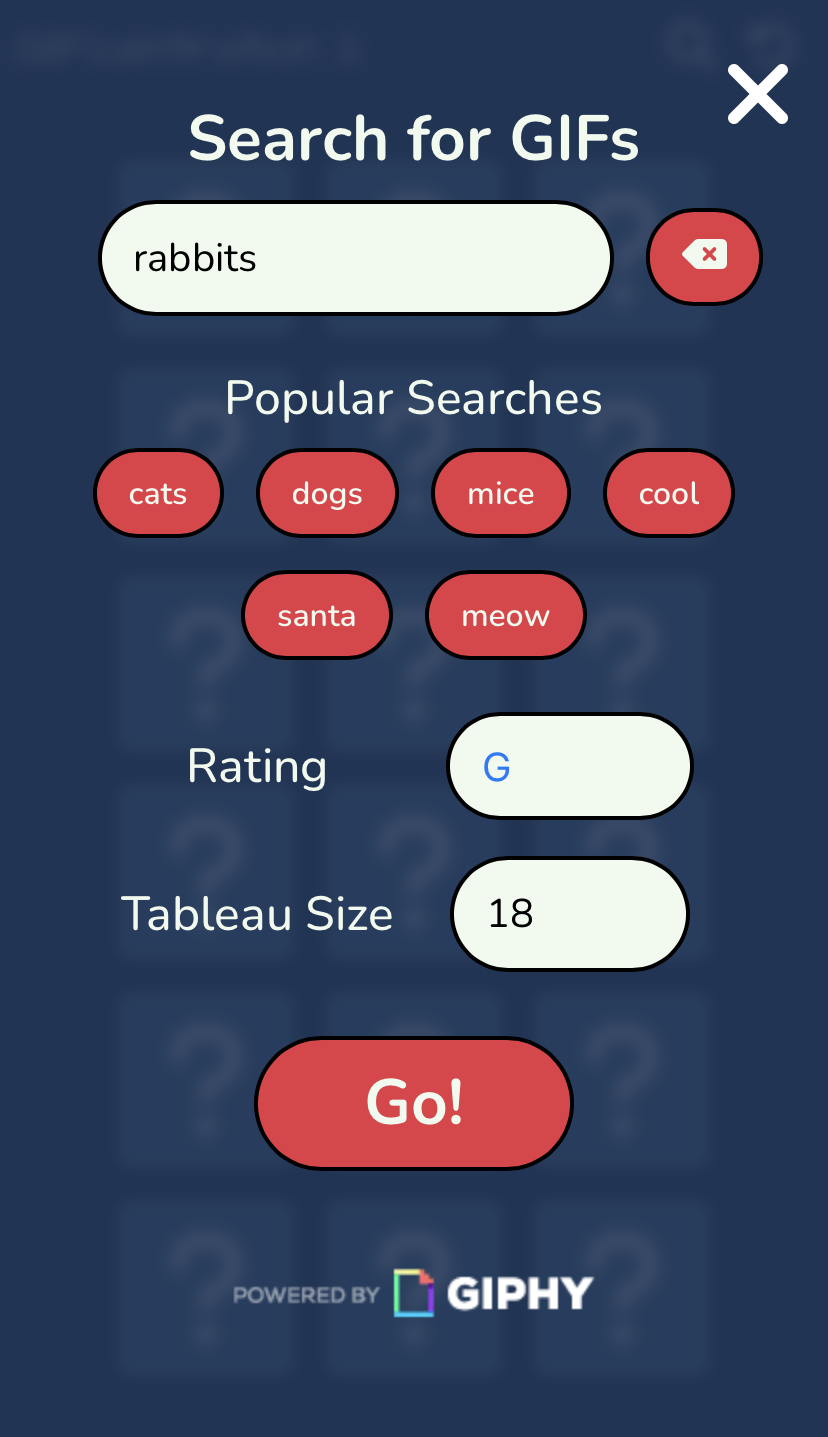 Search for GIFs
rabbits
Popular Searches
cats dogs mice cool
santa meow
Rating G
Tableau Size 18
Go!
POWERED BY GIPHY